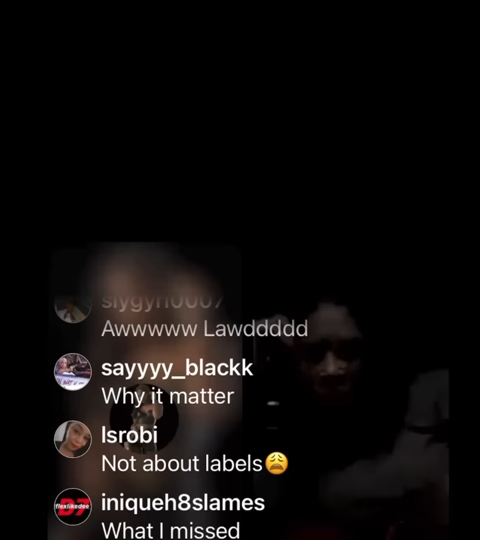 Awwwww Lawddddd
sayyyy_blackk
Why it matter
lsrobi
Not about labels😩
iniqueh8slames
What I missed